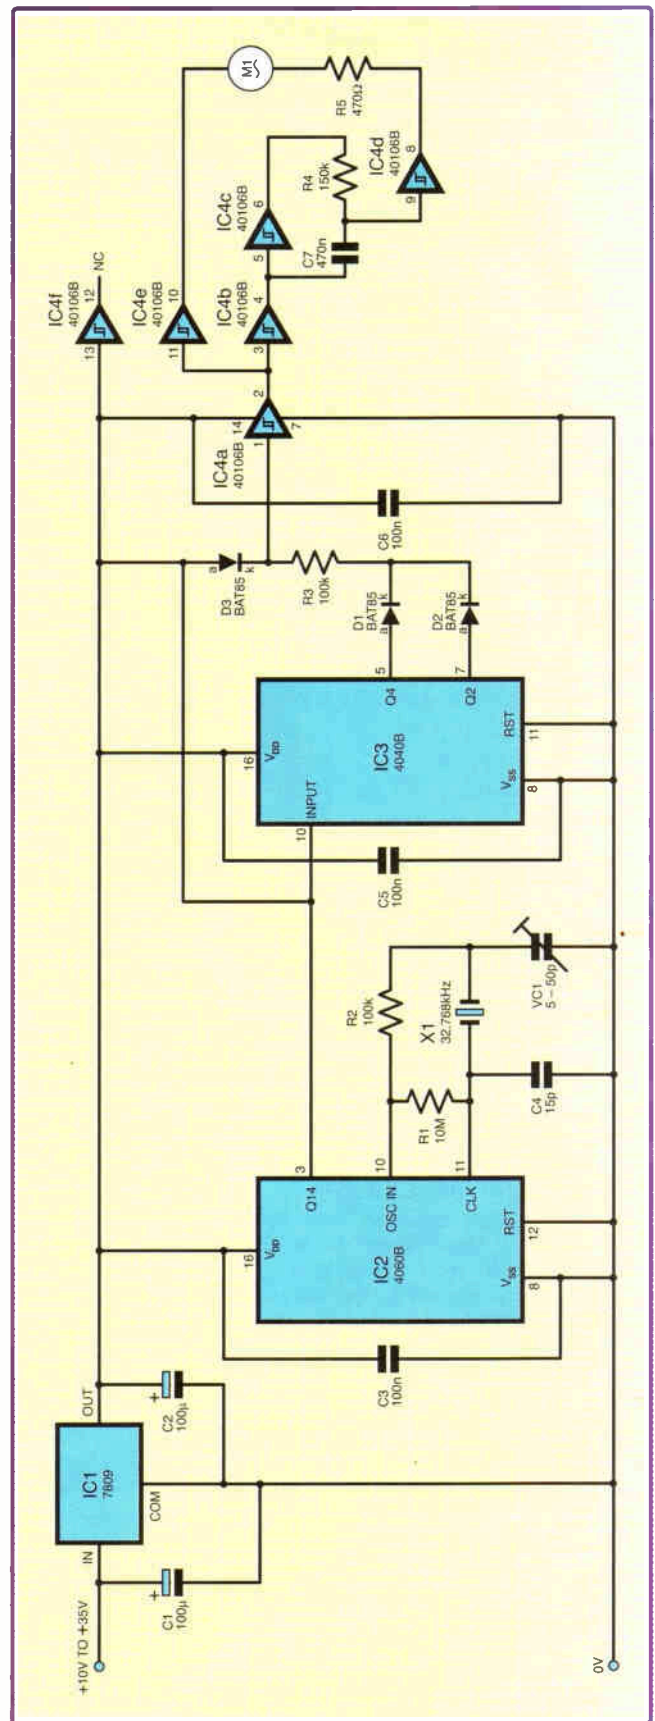 +10V TO +35V
0V
IN
IC1
7809
OUT
COM
+
C1
100µ
+
C2
100µ
C3
100n
16
VDD
IC2
4060B
Q14
3
OSC IN
10
CLK
11
VSS
8
RST
12
R1
10M
R2
100k
X1
32.768kHz
C4
15p
VC1
5 – 50p
C5
100n
10
INPUT
16
VDD
IC3
4040B
Q4
5
Q2
7
VSS
8
RST
11
D1
BAT85
a
k
D2
BAT85
a
k
R3
100k
a
D3
BAT85
k
C6
100n
IC4a
40106B
1
14
2
7
IC4f
40106B
13
12
NC
IC4e
40106B
11
10
IC4b
40106B
3
4
IC4c
40106B
5
6
C7
470n
R4
150k
IC4d
40106B
9
8
M1
R5
470Ω